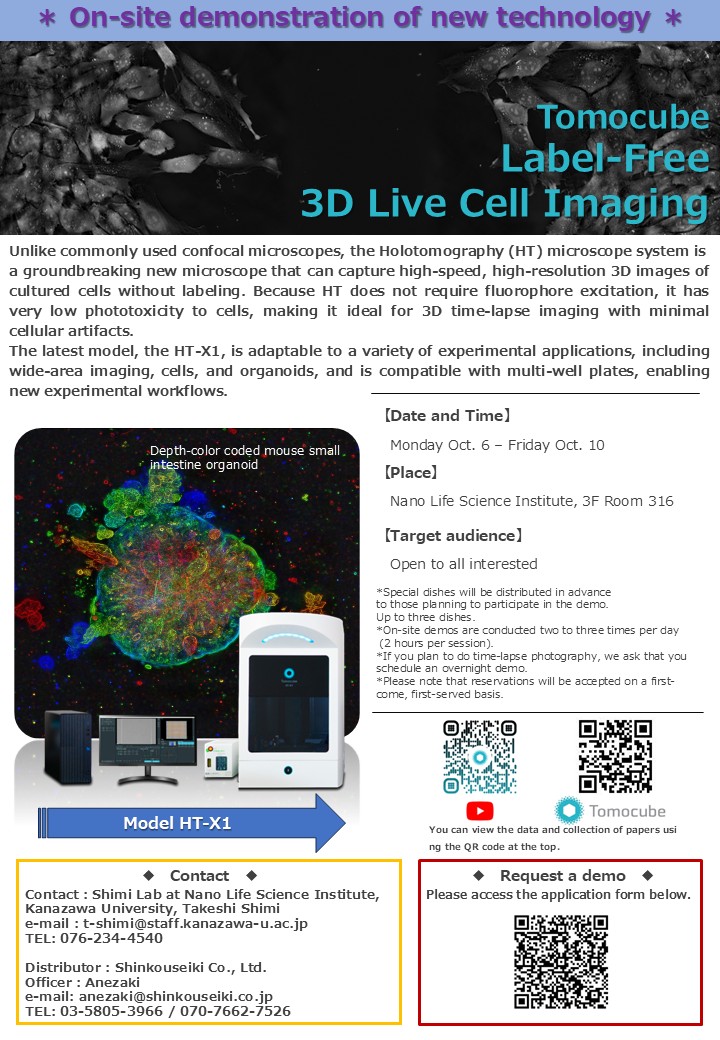 ＊ On-site demonstration of new technology ＊
Tomocube
Label-Free
3D Live Cell Imaging
Unlike commonly used confocal microscopes, the Holotomography (HT) microscope system is
a groundbreaking new microscope that can capture high-speed, high-resolution 3D images of
cultured cells without labeling. Because HT does not require fluorophore excitation, it has
very low phototoxicity to cells, making it ideal for 3D time-lapse imaging with minimal
cellular artifacts.
The latest model, the HT-X1, is adaptable to a variety of experimental applications, including
wide-area imaging, cells, and organoids, and is compatible with multi-well plates, enabling
new experimental workflows.
Depth-color coded mouse small
intestine organoid
Tomocube
Model HT-X1
【Date and Time】
Monday Oct. 6 – Friday Oct. 10
【Place】
Nano Life Science Institute, 3F Room 316
【Target audience】
Open to all interested
*Special dishes will be distributed in advance
to those planning to participate in the demo.
Up to three dishes.
*On-site demos are conducted two to three times per day
(2 hours per session).
*If you plan to do time-lapse photography, we ask that you
schedule an overnight demo.
*Please note that reservations will be accepted on a first-
come, first-served basis.
Tomocube
You can view the data and collection of papers usi
ng the QR code at the top.
◆ Contact ◆
Contact : Shimi Lab at Nano Life Science Institute,
Kanazawa University, Takeshi Shimi
e-mail : t-shimi@staff.kanazawa-u.ac.jp
TEL: 076-234-4540
Distributor : Shinkouseiki Co., Ltd.
Officer : Anezaki
e-mail: anezaki@shinkouseiki.co.jp
TEL: 03-5805-3966 / 070-7662-7526
◆ Request a demo ◆
Please access the application form below.